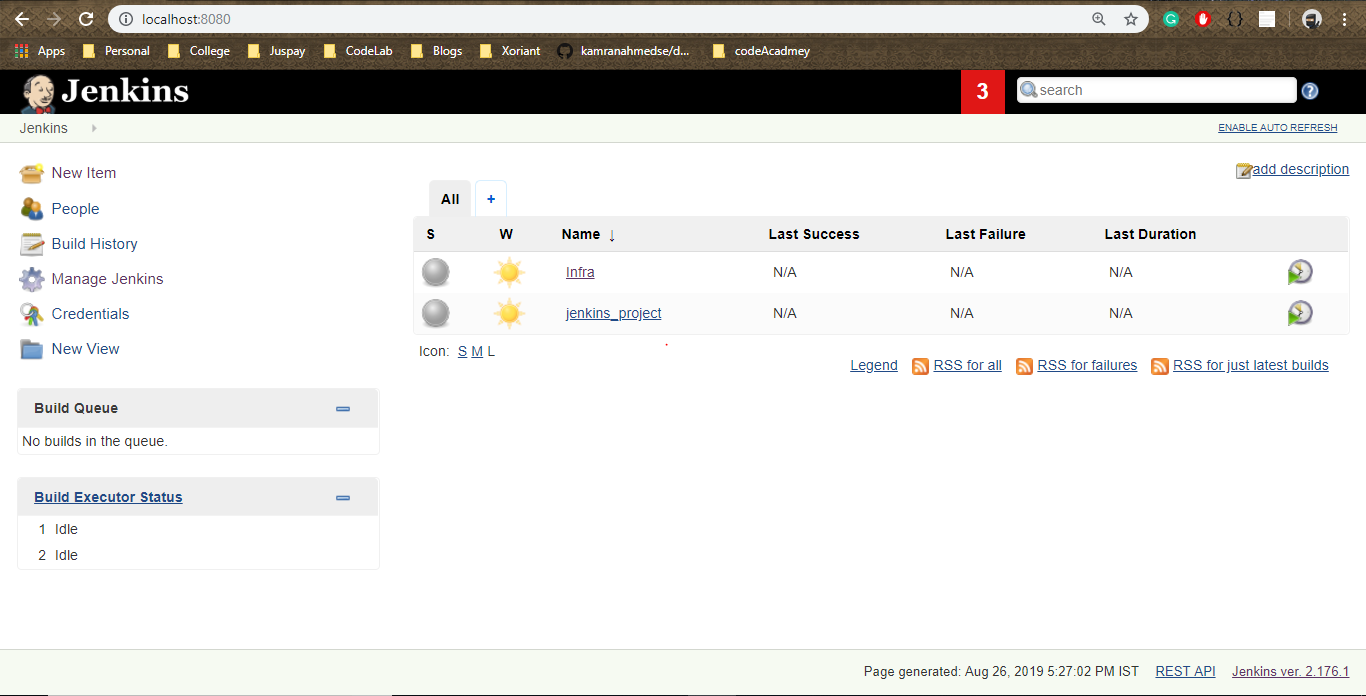 localhost:8080
Apps Personal College Juspay CodeLab Blogs Xoriant kamranahmedse/d... codeAcadmey
Jenkins 3 search
Jenkins ENABLE AUTO REFRESH
add description
New Item
People
Build History
Manage Jenkins
Credentials
New View
All +
S W Name ↓ Last Success Last Failure Last Duration
Infra N/A N/A N/A
jenkins_project N/A N/A N/A
Icon: S M L
Legend RSS for all RSS for failures RSS for just latest builds
Build Queue
No builds in the queue.
Build Executor Status
1 Idle
2 Idle
Page generated: Aug 26, 2019 5:27:02 PM IST REST API Jenkins ver. 2.176.1